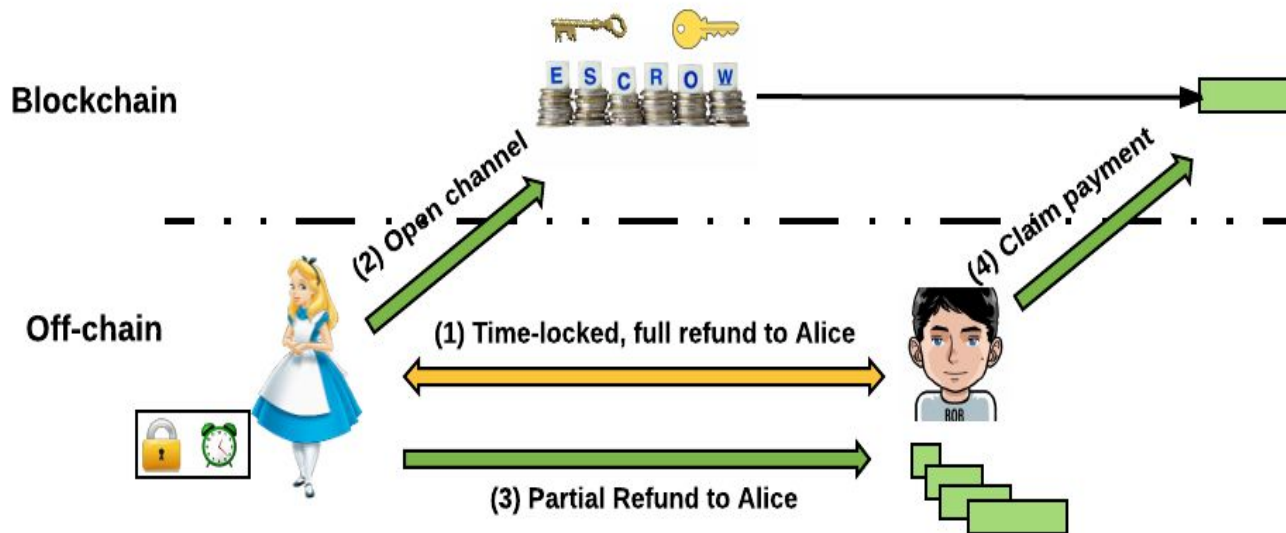 ESCROW
Blockchain
(2) Open channel
(4) Claim payment
Off-chain
(1) Time-locked, full refund to Alice
BOB
(3) Partial Refund to Alice